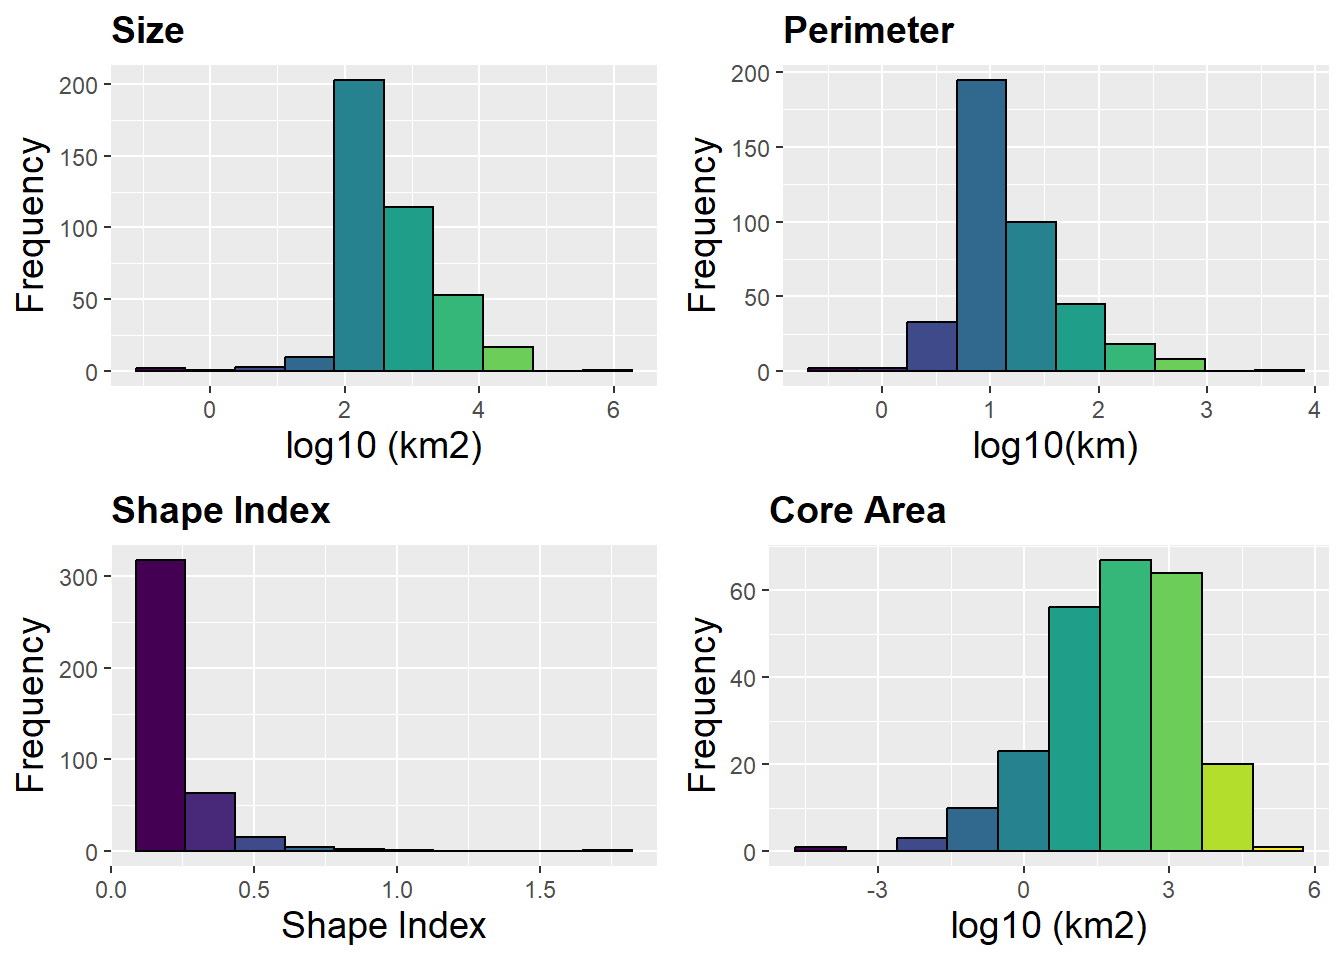 Size
Frequency
200
150
100
50
0
0 2 4 6
log10 (km2)
Perimeter
Frequency
200
150
100
50
0
0 1 2 3 4
log10(km)
Shape Index
Frequency
300
200
100
0
0.0 0.5 1.0 1.5
Shape Index
Core Area
Frequency
60
40
20
0
-3 0 3 6
log10 (km2)